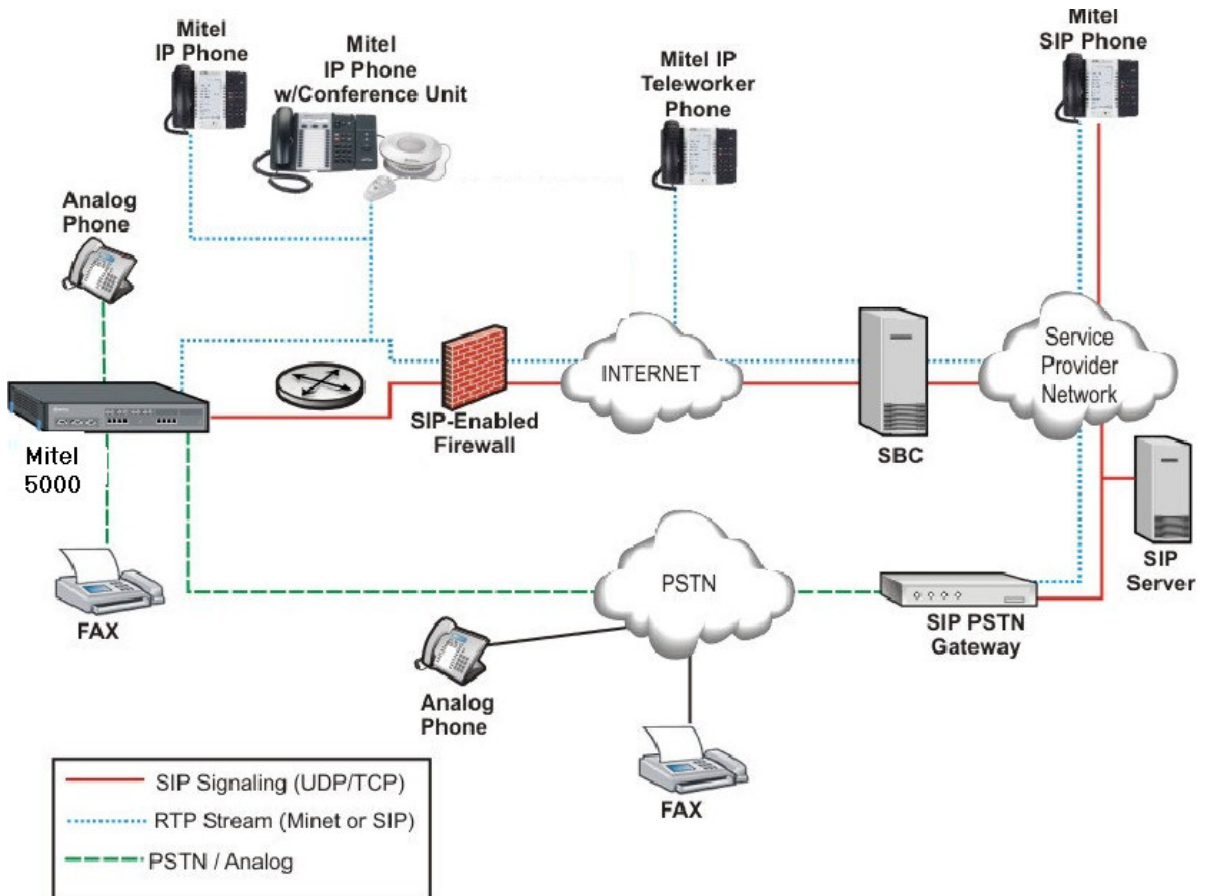 Mitel
IP Phone
Mitel
IP Phone
w/Conference Unit
Mitel IP
Teleworker
Phone
Mitel
SIP Phone
Analog
Phone
Mitel
5000
SIP-Enabled
Firewall
INTERNET
SBC
Service
Provider
Network
SIP
Server
FAX
PSTN
SIP PSTN
Gateway
Analog
Phone
FAX
SIP Signaling (UDP/TCP)
RTP Stream (Minet or SIP)
PSTN / Analog